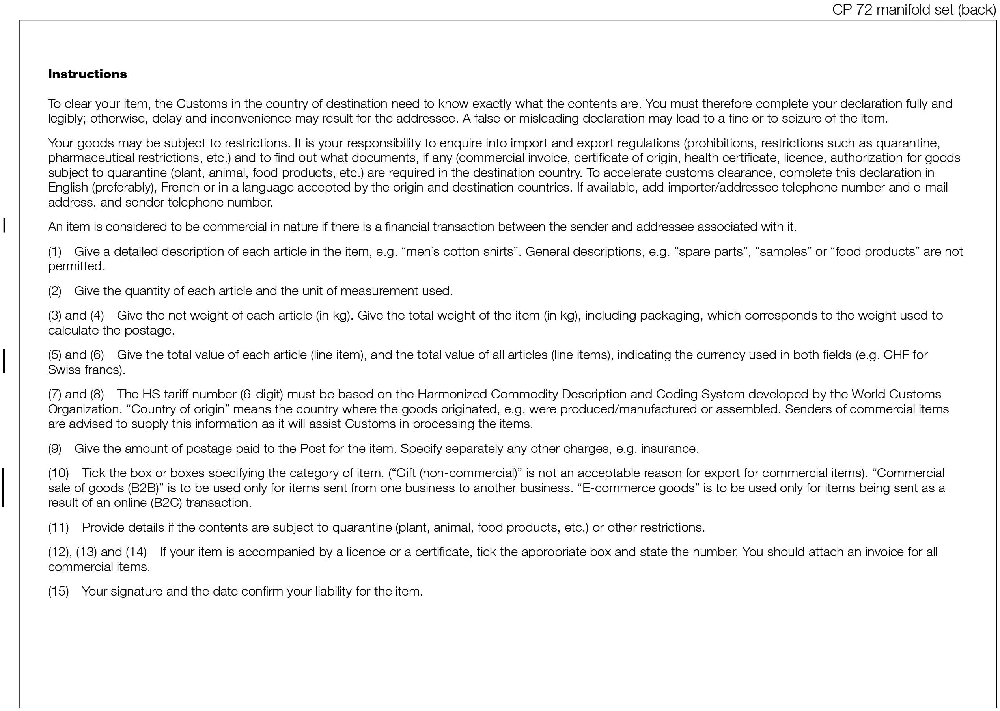 CP 72 manifold set (back)
Instructions
To clear your item, the Customs in the country of destination need to know exactly what the contents are. You must therefore complete your declaration fully and
legibly; otherwise, delay and inconvenience may result for the addressee. A false or misleading declaration may lead to a fine or to seizure of the item.
Your goods may be subject to restrictions. It is your responsibility to enquire into import and export regulations (prohibitions, restrictions such as quarantine,
pharmaceutical restrictions, etc.) and to find out what documents, if any (commercial invoice, certificate of origin, health certificate, licence, authorization for goods
subject to quarantine (plant, animal, food products, etc.) are required in the destination country. To accelerate customs clearance, complete this declaration in
English (preferably), French or in a language accepted by the origin and destination countries. If available, add importer/addressee telephone number and e-mail
address, and sender telephone number.
An item is considered to be commercial in nature if there is a financial transaction between the sender and addressee associated with it.
(1) Give a detailed description of each article in the item, e.g. “men’s cotton shirts”. General descriptions, e.g. “spare parts”, “samples” or “food products” are not
permitted.
(2) Give the quantity of each article and the unit of measurement used.
(3) and (4) Give the net weight of each article (in kg). Give the total weight of the item (in kg), including packaging, which corresponds to the weight used to
calculate the postage.
(5) and (6) Give the total value of each article (line item), and the total value of all articles (line items), indicating the currency used in both fields (e.g. CHF for
Swiss francs).
(7) and (8) The HS tariff number (6-digit) must be based on the Harmonized Commodity Description and Coding System developed by the World Customs
Organization. “Country of origin” means the country where the goods originated, e.g. were produced/manufactured or assembled. Senders of commercial items
are advised to supply this information as it will assist Customs in processing the items.
(9) Give the amount of postage paid to the Post for the item. Specify separately any other charges, e.g. insurance.
(10) Tick the box or boxes specifying the category of item. (“Gift (non-commercial)” is not an acceptable reason for export for commercial items). “Commercial
sale of goods (B2B)” is to be used only for items sent from one business to another business. “E-commerce goods” is to be used only for items being sent as a
result of an online (B2C) transaction.
(11) Provide details if the contents are subject to quarantine (plant, animal, food products, etc.) or other restrictions.
(12), (13) and (14) If your item is accompanied by a licence or a certificate, tick the appropriate box and state the number. You should attach an invoice for all
commercial items.
(15) Your signature and the date confirm your liability for the item.